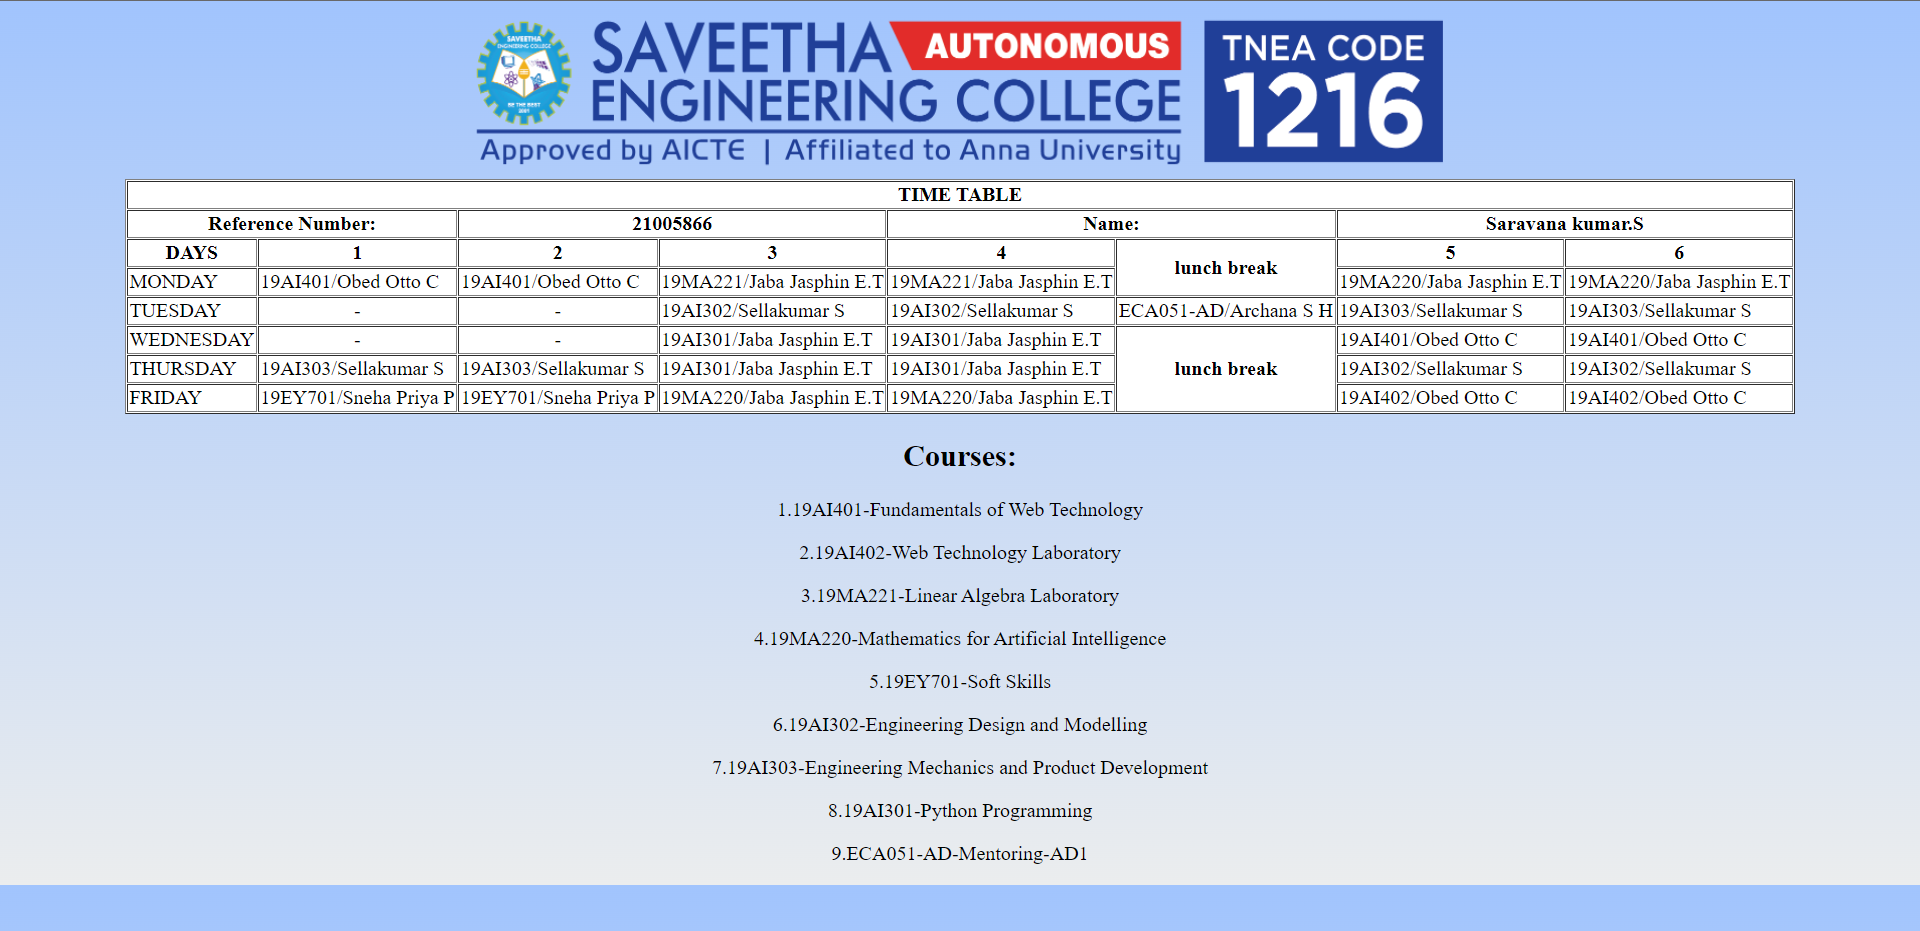 SAVEETHA
ENGINEERING COLLEGE
BE THE BEST
2001
SAVEETHA AUTONOMOUS
ENGINEERING COLLEGE
Approved by AICTE | Affiliated to Anna University
TNEA CODE
1216
TIME TABLE
Reference Number: 21005866 Name: Saravana kumar.S
DAYS 1 2 3 4 lunch break 5 6
MONDAY 19AI401/Obed Otto C 19AI401/Obed Otto C 19MA221/Jaba Jasphin E.T 19MA221/Jaba Jasphin E.T 19MA220/Jaba Jasphin E.T 19MA220/Jaba Jasphin E.T
TUESDAY - - 19AI302/Sellakumar S 19AI302/Sellakumar S ECA051-AD/Archana S H 19AI303/Sellakumar S 19AI303/Sellakumar S
WEDNESDAY - - 19AI301/Jaba Jasphin E.T 19AI301/Jaba Jasphin E.T lunch break 19AI401/Obed Otto C 19AI401/Obed Otto C
THURSDAY 19AI303/Sellakumar S 19AI303/Sellakumar S 19AI301/Jaba Jasphin E.T 19AI301/Jaba Jasphin E.T 19AI302/Sellakumar S 19AI302/Sellakumar S
FRIDAY 19EY701/Sneha Priya P 19EY701/Sneha Priya P 19MA220/Jaba Jasphin E.T 19MA220/Jaba Jasphin E.T 19AI402/Obed Otto C 19AI402/Obed Otto C
Courses:
1.19AI401-Fundamentals of Web Technology
2.19AI402-Web Technology Laboratory
3.19MA221-Linear Algebra Laboratory
4.19MA220-Mathematics for Artificial Intelligence
5.19EY701-Soft Skills
6.19AI302-Engineering Design and Modelling
7.19AI303-Engineering Mechanics and Product Development
8.19AI301-Python Programming
9.ECA051-AD-Mentoring-AD1